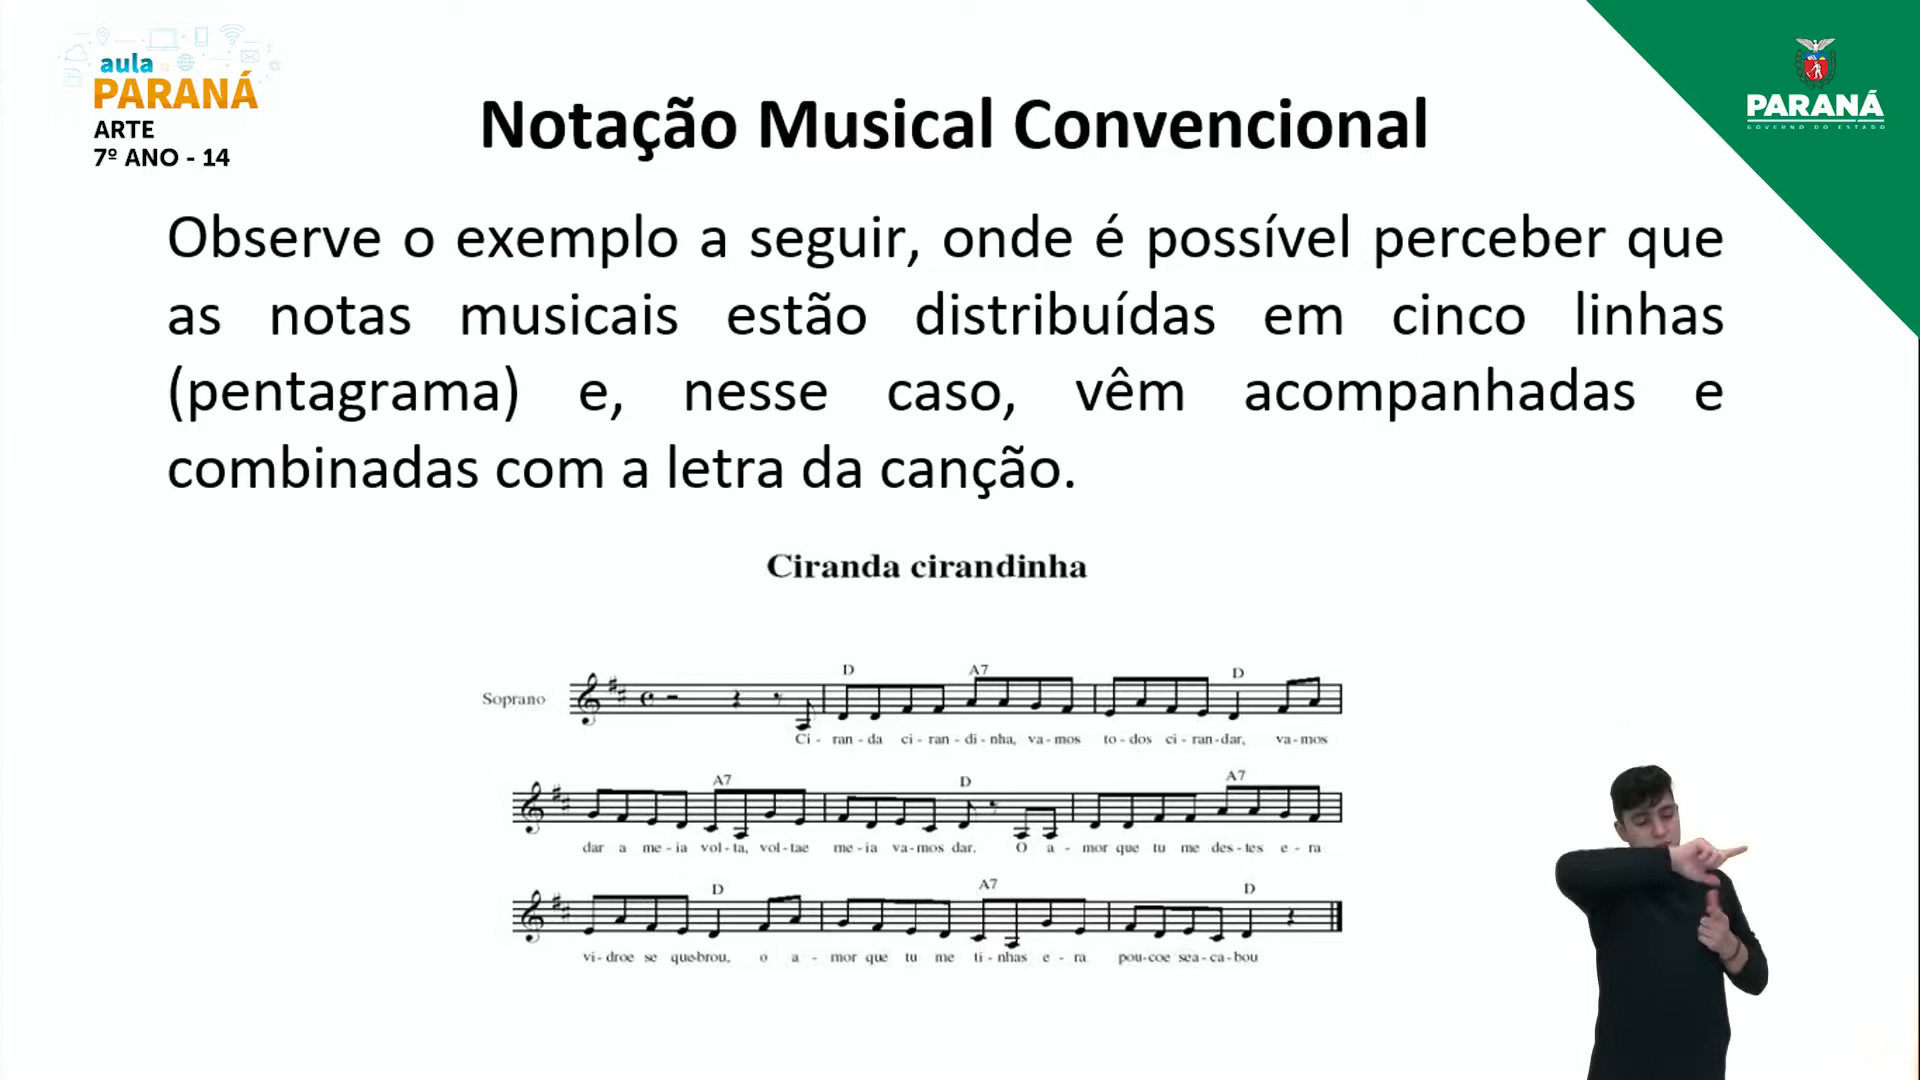 aula
PARANÁ
ARTE
7º ANO - 14
PARANÁ
GOVERNO DO ESTADO
Notação Musical Convencional
Observe o exemplo a seguir, onde é possível perceber que
as notas musicais estão distribuídas em cinco linhas
(pentagrama) e, nesse caso, vêm acompanhadas e
combinadas com a letra da canção.
Ciranda cirandinha
D A7 D
Soprano
Ci - ran - da ci - ran - di - nha, va - mos to - dos ci - ran - dar, va - mos
A7 D A7
dar a me - ia vol - ta, vol - tae me - ia va - mos dar. O a - mor que tu me des - tes e - ra
D A7 D
vi - droe se quebrou, o a - mor que tu me ti - nhas e - ra pou - coe sea - ca - bou